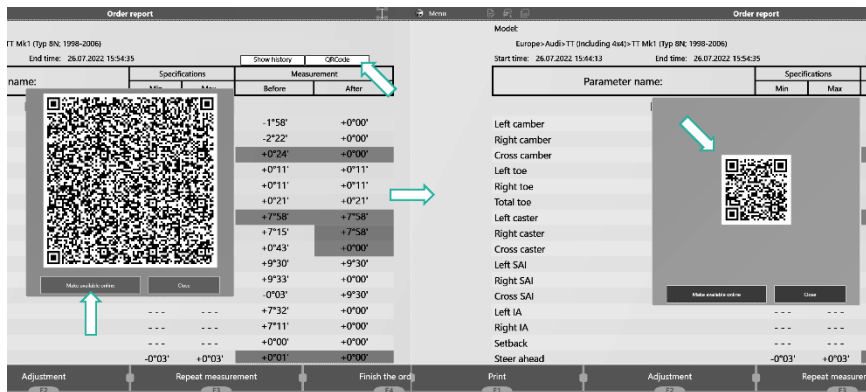 Order report
TT Mk1 (Typ 8N; 1998-2006)
End time: 26.07.2022 15:54:35
Show history
QRCode
name:
Specifications
Measurement
Min
Max
Before
After
-1°58' +0°00'
-2°22' +0°00'
+0°24' +0°00'
+0°11' +0°11'
+0°11' +0°11'
+0°21' +0°21'
+7°58' +7°58'
+7°15' +7°58'
+0°43' +0°00'
+9°30' +0°00'
+9°33' +0°00'
-0°03' +9°30'
- - - - - - +7°32' +0°00'
- - - - - - +7°11' +0°00'
- - - - - - +0°00' +0°00'
-0°03' +0°03' +0°01' +0°00'
Make available online
Close
Adjustment
Repeat measurement
Finish the ord
F2
F3
F4
Menu
Order report
Model:
Europe>Audi>TT (Including 4x4)>TT Mk1 (Typ 8N; 1998-2006)
Start time: 26.07.2022 15:44:13
End time: 26.07.2022 15:54:35
Parameter name:
Specifi
Min
Max
Left camber
Right camber
Cross camber
Left toe
Right toe
Total toe
Left caster
Right caster
Cross caster
Left SAI
Right SAI
Cross SAI
Left IA - - - - - -
Right IA - - - - - -
Setback - - - - - -
Steer ahead -0°03' +0°03'
Make available online
Close
Print
Adjustment
Repeat measure
F1
F2
F3